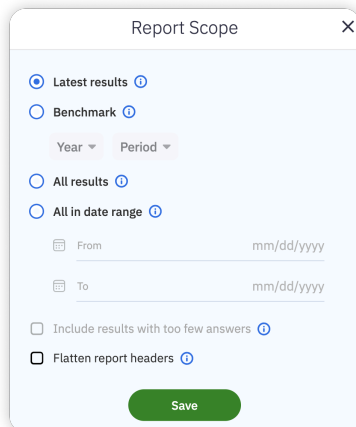 Report Scope
Latest results
Benchmark
Year Period
All results
All in date range
From mm/dd/yyyy
To mm/dd/yyyy
Include results with too few answers
Flatten report headers
Save